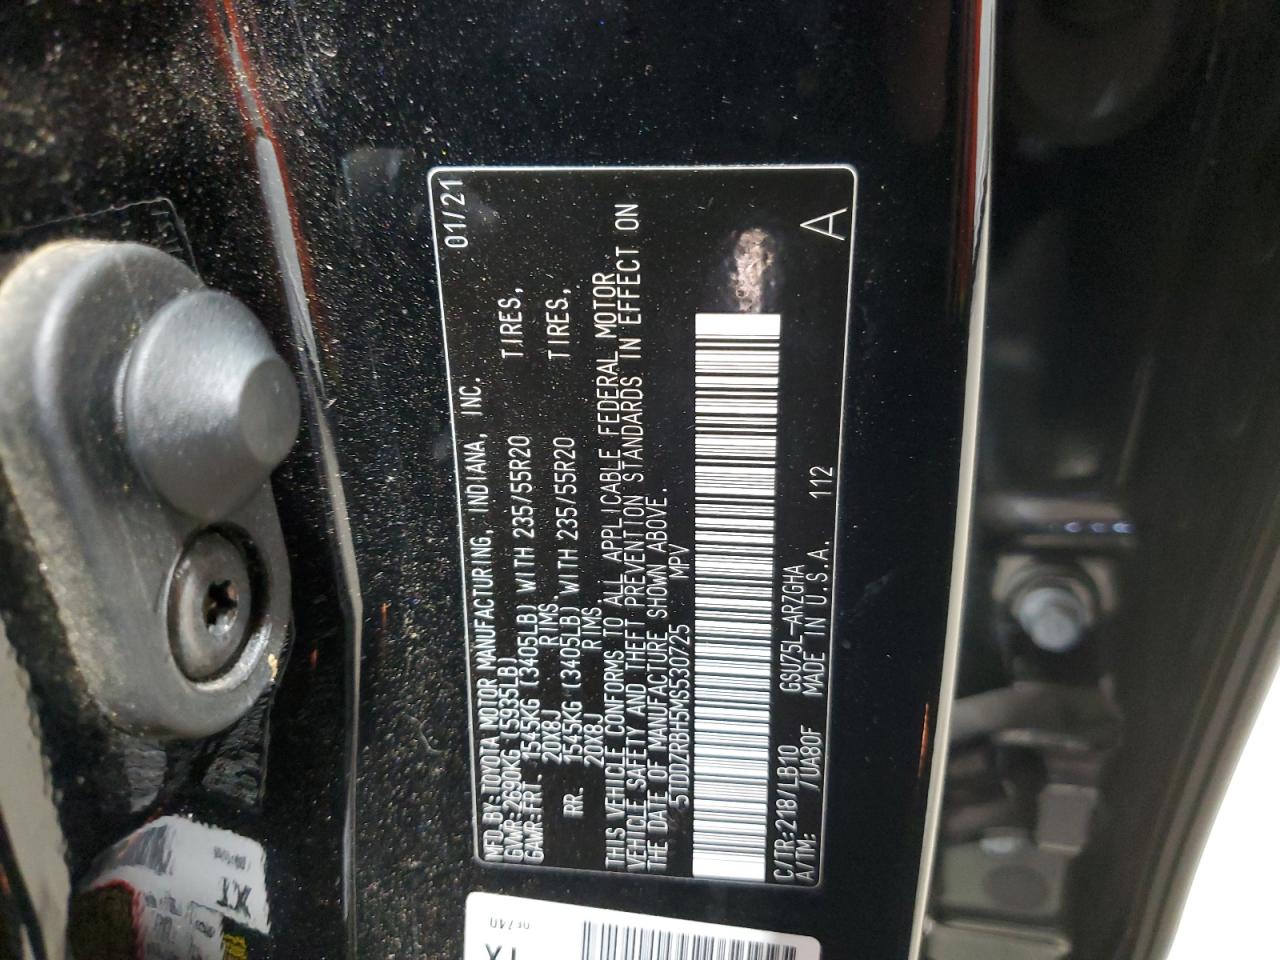 MFD BY:TOYOTA MOTOR MANUFACTURING, INDIANA, INC. 01/21
GVWR:2690KG (5935LB)
GAWR:FRT. 1545KG (3405LB) WITH 235/55R20 TIRES,
20X8J RIMS,
RR. 1545KG (3405LB) WITH 235/55R20 TIRES,
20X8J RIMS
THIS VEHICLE CONFORMS TO ALL APPLICABLE FEDERAL MOTOR
VEHICLE SAFETY AND THEFT PREVENTION STANDARDS IN EFFECT ON
THE DATE OF MANUFACTURE SHOWN ABOVE.
5TDDZRBH5MS530725 MPV
C/TR:218/LB10 GSU75L-ARZGHA
A/TM: /UA80F MADE IN U.S.A. 112
A
XT